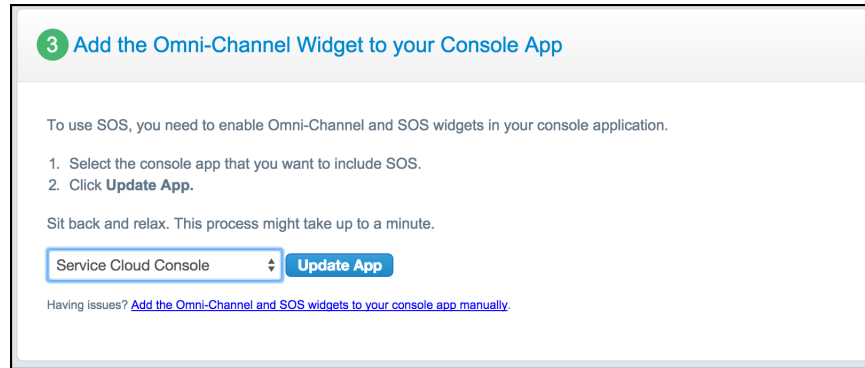 3 Add the Omni-Channel Widget to your Console App
To use SOS, you need to enable Omni-Channel and SOS widgets in your console application.
1. Select the console app that you want to include SOS.
2. Click Update App.
Sit back and relax. This process might take up to a minute.
Service Cloud Console Update App
Having issues? Add the Omni-Channel and SOS widgets to your console app manually.